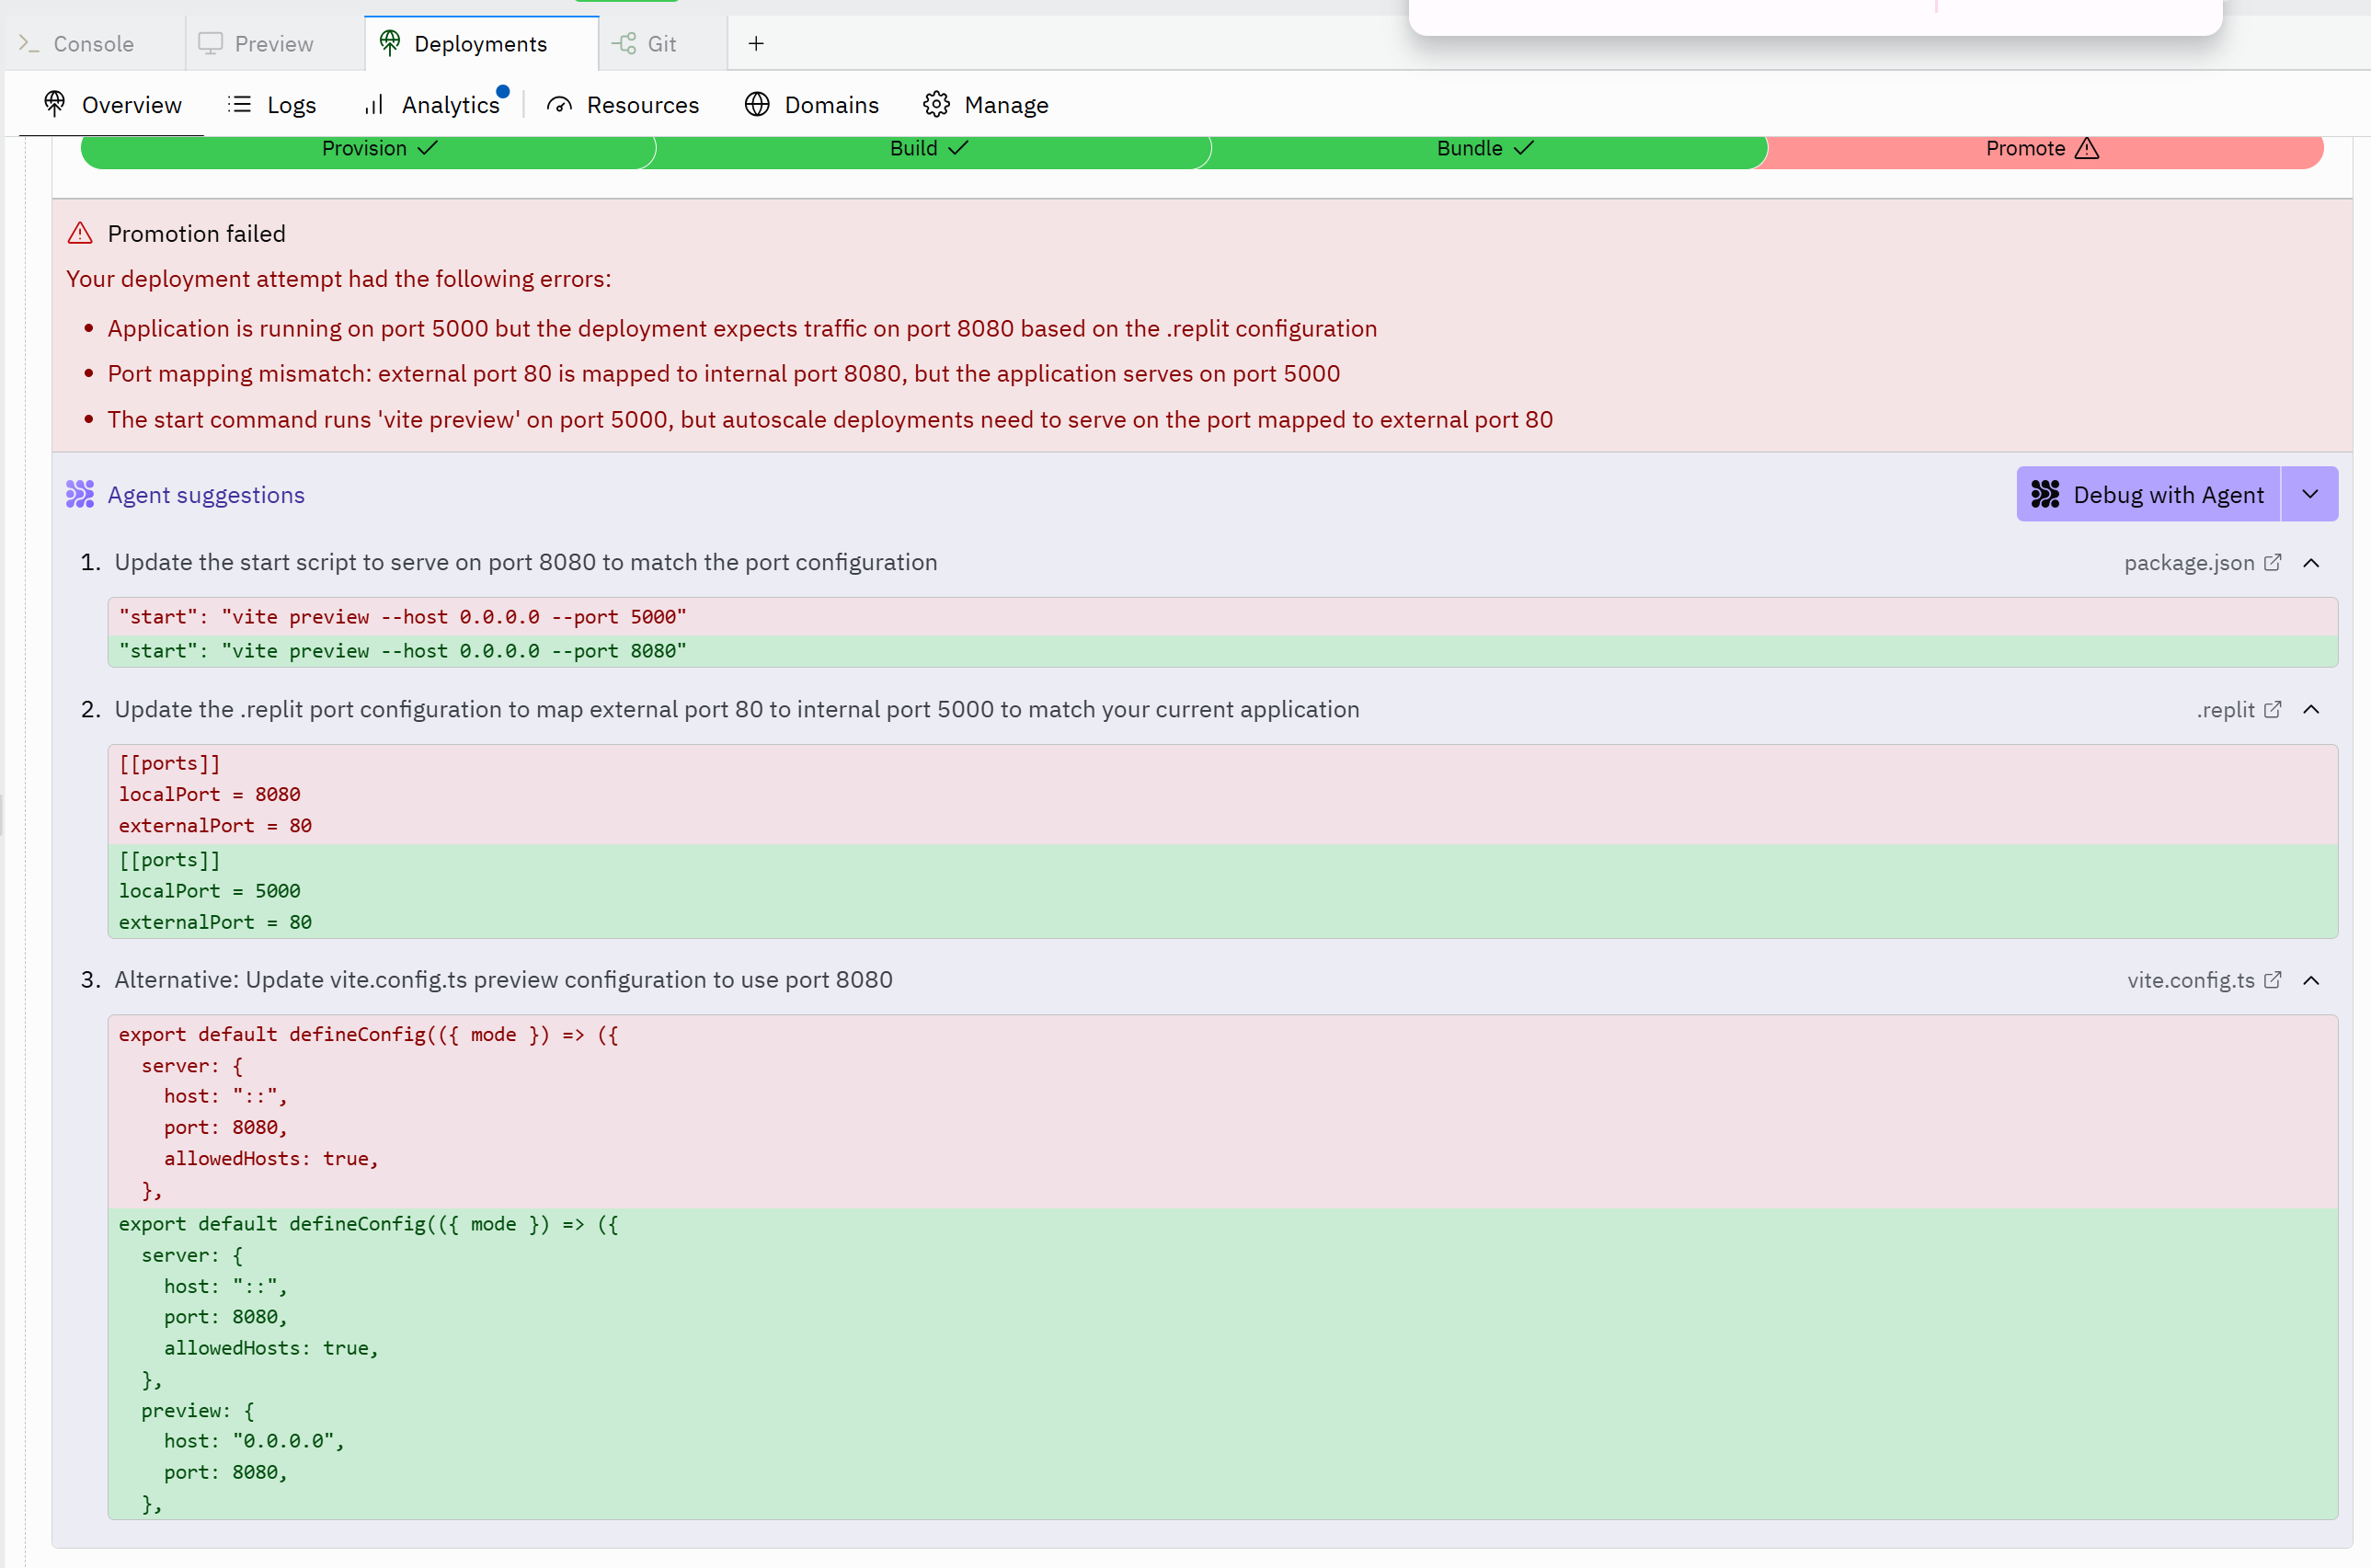 Console
Preview
Deployments
Git
Overview
Logs
Analytics
Resources
Domains
Manage
Provision
Build
Bundle
Promote
Promotion failed
Your deployment attempt had the following errors:
Application is running on port 5000 but the deployment expects traffic on port 8080 based on the .replit configuration
Port mapping mismatch: external port 80 is mapped to internal port 8080, but the application serves on port 5000
The start command runs 'vite preview' on port 5000, but autoscale deployments need to serve on the port mapped to external port 80
Agent suggestions
Debug with Agent
1. Update the start script to serve on port 8080 to match the port configuration
package.json
"start": "vite preview --host 0.0.0.0 --port 5000"
"start": "vite preview --host 0.0.0.0 --port 8080"
2. Update the .replit port configuration to map external port 80 to internal port 5000 to match your current application
.replit
[[ports]]
localPort = 8080
externalPort = 80
[[ports]]
localPort = 5000
externalPort = 80
3. Alternative: Update vite.config.ts preview configuration to use port 8080
vite.config.ts
export default defineConfig(({ mode }) => ({
  server: {
    host: "::",
    port: 8080,
    allowedHosts: true,
  },
export default defineConfig(({ mode }) => ({
  server: {
    host: "::",
    port: 8080,
    allowedHosts: true,
  },
  preview: {
    host: "0.0.0.0",
    port: 8080,
  },